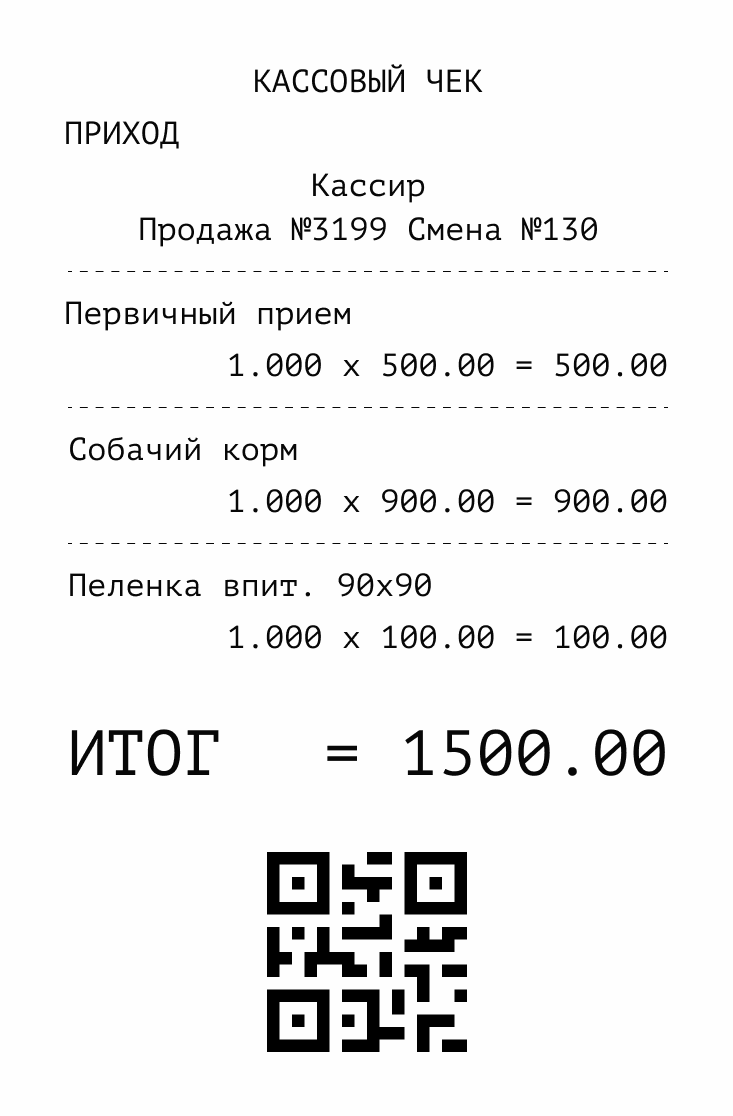 КАССОВЫЙ ЧЕК
ПРИХОД
Кассир
Продажа №3199 Смена №130
Первичный прием
1.000 x 500.00 = 500.00
Собачий корм
1.000 x 900.00 = 900.00
Пеленка впит. 90x90
1.000 x 100.00 = 100.00
ИТОГ = 1500.00